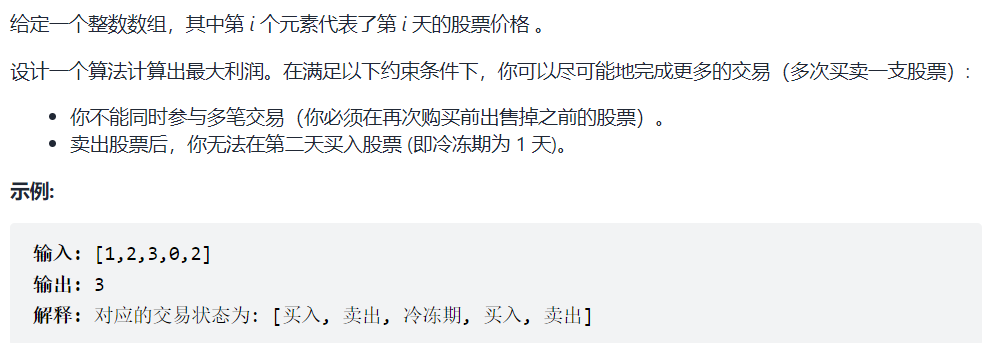 给定一个整数数组，其中第 i 个元素代表了第 i 天的股票价格 。
设计一个算法计算出最大利润。在满足以下约束条件下，你可以尽可能地完成更多的交易（多次买卖一支股票）:
• 你不能同时参与多笔交易（你必须在再次购买前出售掉之前的股票）。
• 卖出股票后，你无法在第二天买入股票 (即冷冻期为 1 天)。
示例:
输入: [1,2,3,0,2]
输出: 3
解释: 对应的交易状态为: [买入, 卖出, 冷冻期, 买入, 卖出]